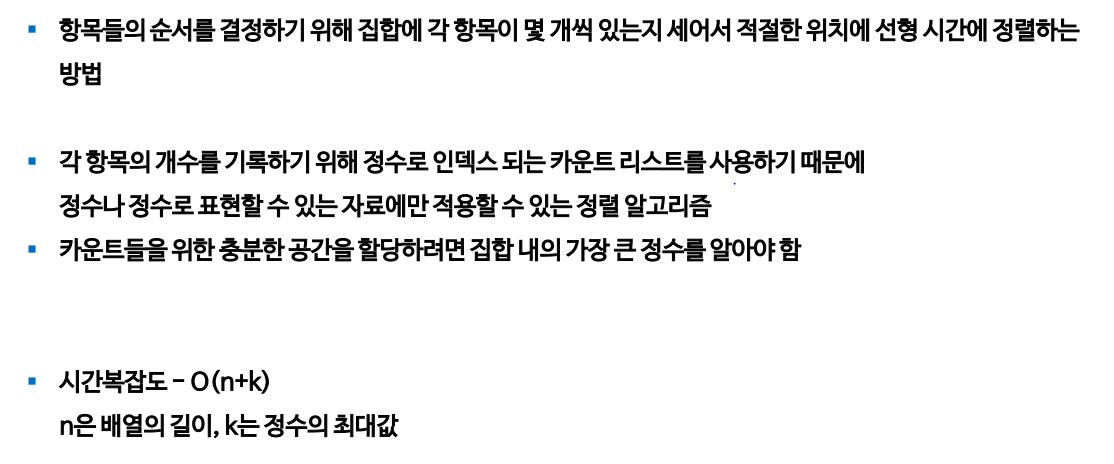 ▪ 항목들의 순서를 결정하기 위해 집합에 각 항목이 몇 개씩 있는지 세어서 적절한 위치에 선형 시간에 정렬하는
방법
▪ 각 항목의 개수를 기록하기 위해 정수로 인덱스 되는 카운트 리스트를 사용하기 때문에
정수나 정수로 표현할 수 있는 자료에만 적용할 수 있는 정렬 알고리즘
▪ 카운트들을 위한 충분한 공간을 할당하려면 집합 내의 가장 큰 정수를 알아야 함
▪ 시간복잡도 – O(n+k)
n은 배열의 길이, k는 정수의 최대값